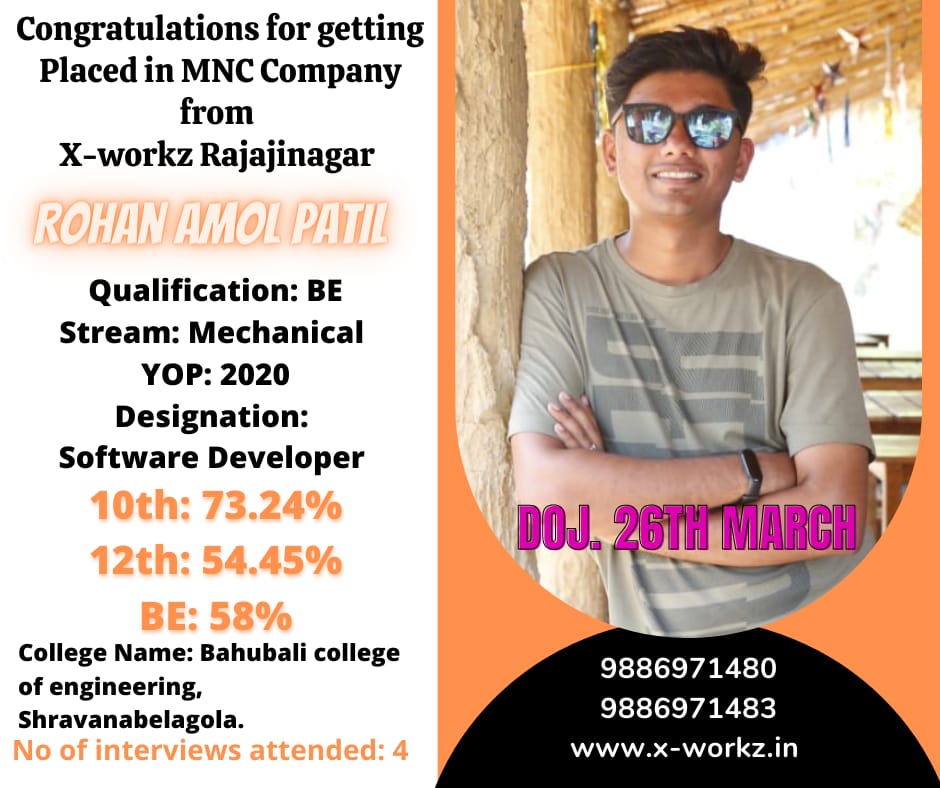 Congratulations for getting
Placed in MNC Company
from
X-workz Rajajinagar
ROHAN AMOL PATIL
Qualification: BE
Stream: Mechanical
YOP: 2020
Designation:
Software Developer
10th: 73.24%
12th: 54.45%
BE: 58%
College Name: Bahubali college
of engineering,
Shravanabelagola.
No of interviews attended: 4
DOJ. 26TH MARCH
9886971480
9886971483
www.x-workz.in